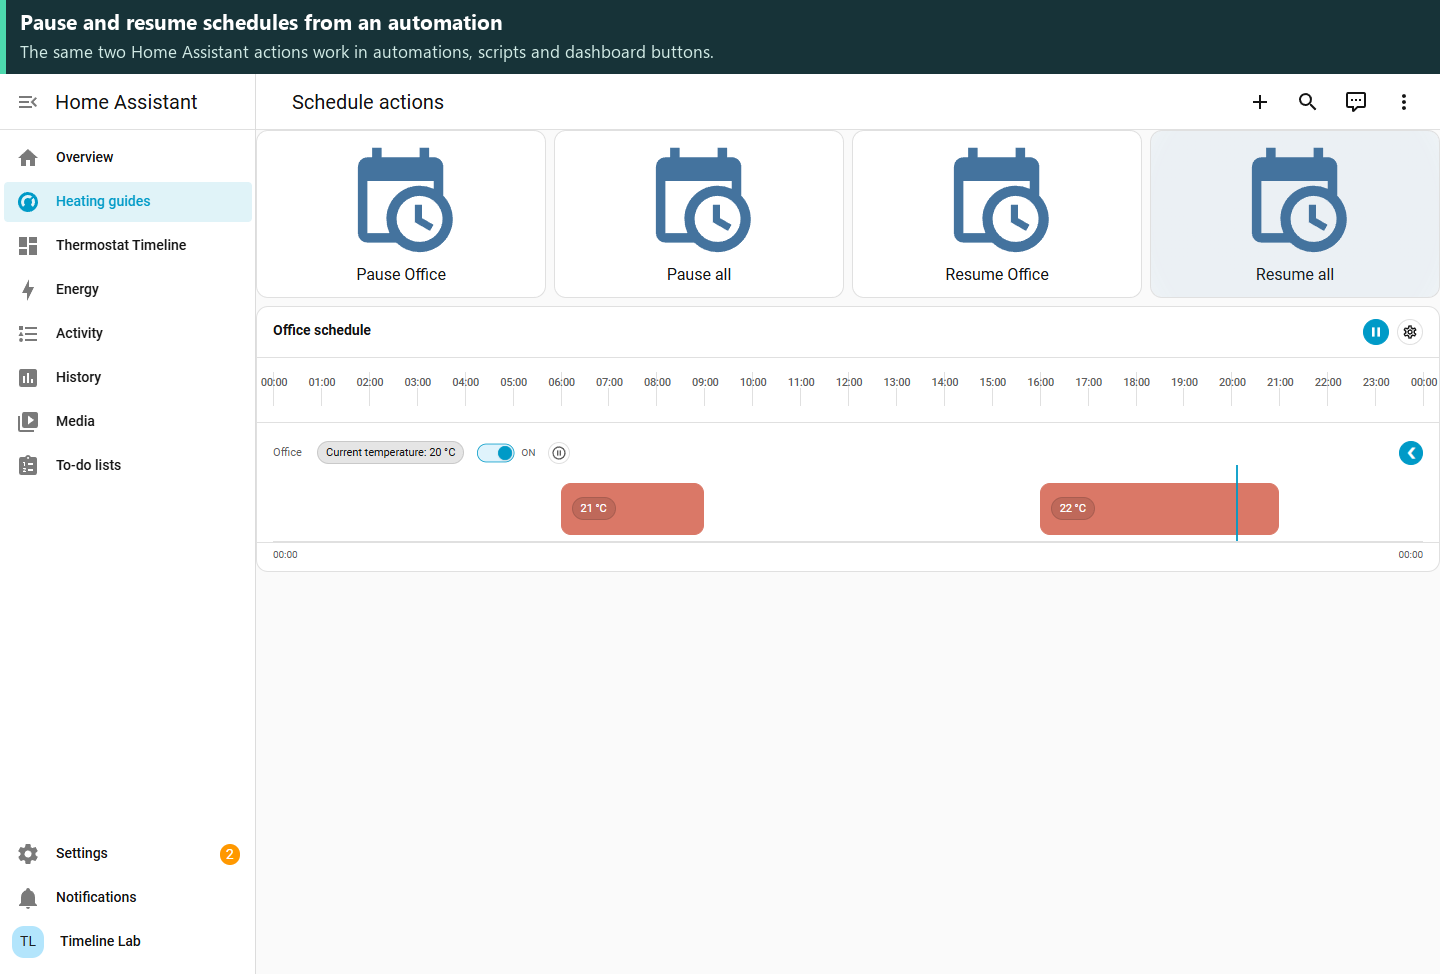 Pause and resume schedules from an automation
The same two Home Assistant actions work in automations, scripts and dashboard buttons.
Home Assistant
Schedule actions
Overview
Heating guides
Thermostat Timeline
Energy
Activity
History
Media
To-do lists
Settings
2
Notifications
TL
Timeline Lab
Pause Office
Pause all
Resume Office
Resume all
Office schedule
00:00 01:00 02:00 03:00 04:00 05:00 06:00 07:00 08:00 09:00 10:00 11:00 12:00 13:00 14:00 15:00 16:00 17:00 18:00 19:00 20:00 21:00 22:00 23:00 00:00
Office Current temperature: 20 °C ON
21 °C 22 °C
00:00 00:00